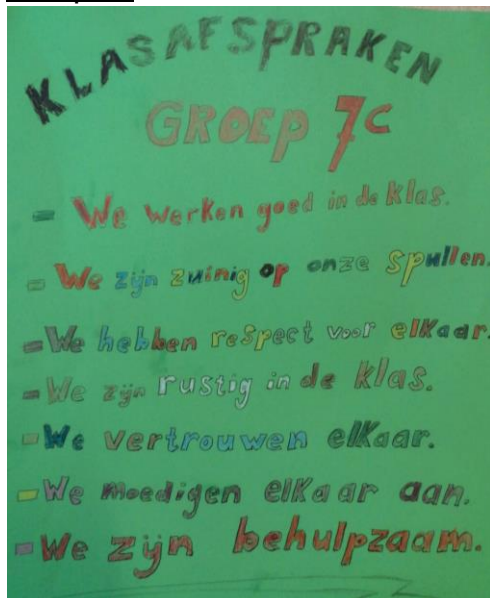 KLASAFSPRAKEN
GROEP 7c
- We werken goed in de klas.
- We zijn zuinig op onze spullen.
- We hebben respect voor elkaar.
- We zijn rustig in de klas.
- We vertrouwen elkaar.
- We moedigen elkaar aan.
- We zijn behulpzaam.